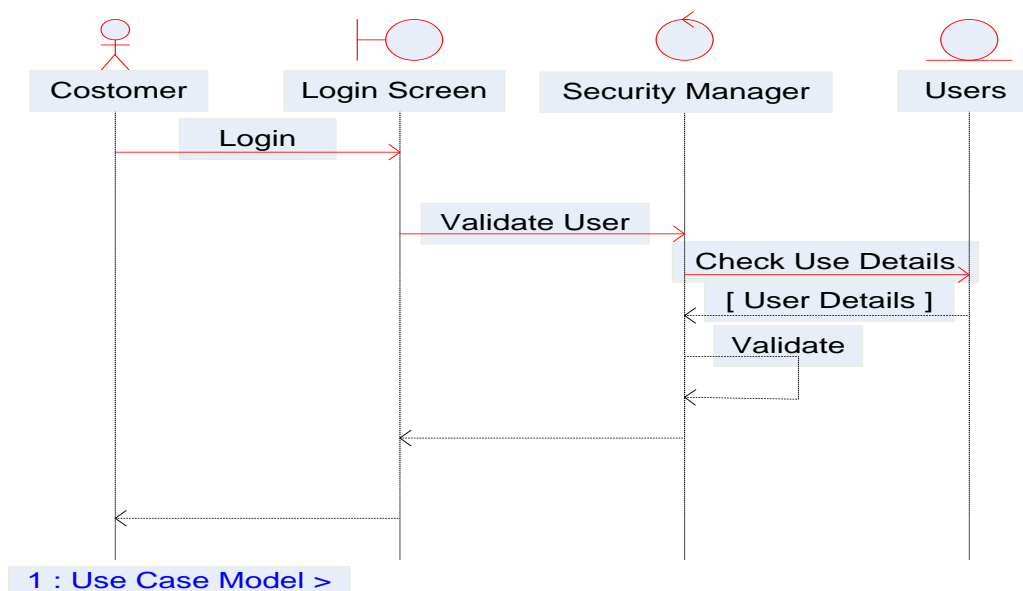 Costomer
Login Screen
Security Manager
Users
Login
Validate User
Check Use Details
[ User Details ]
Validate
1 : Use Case Model >